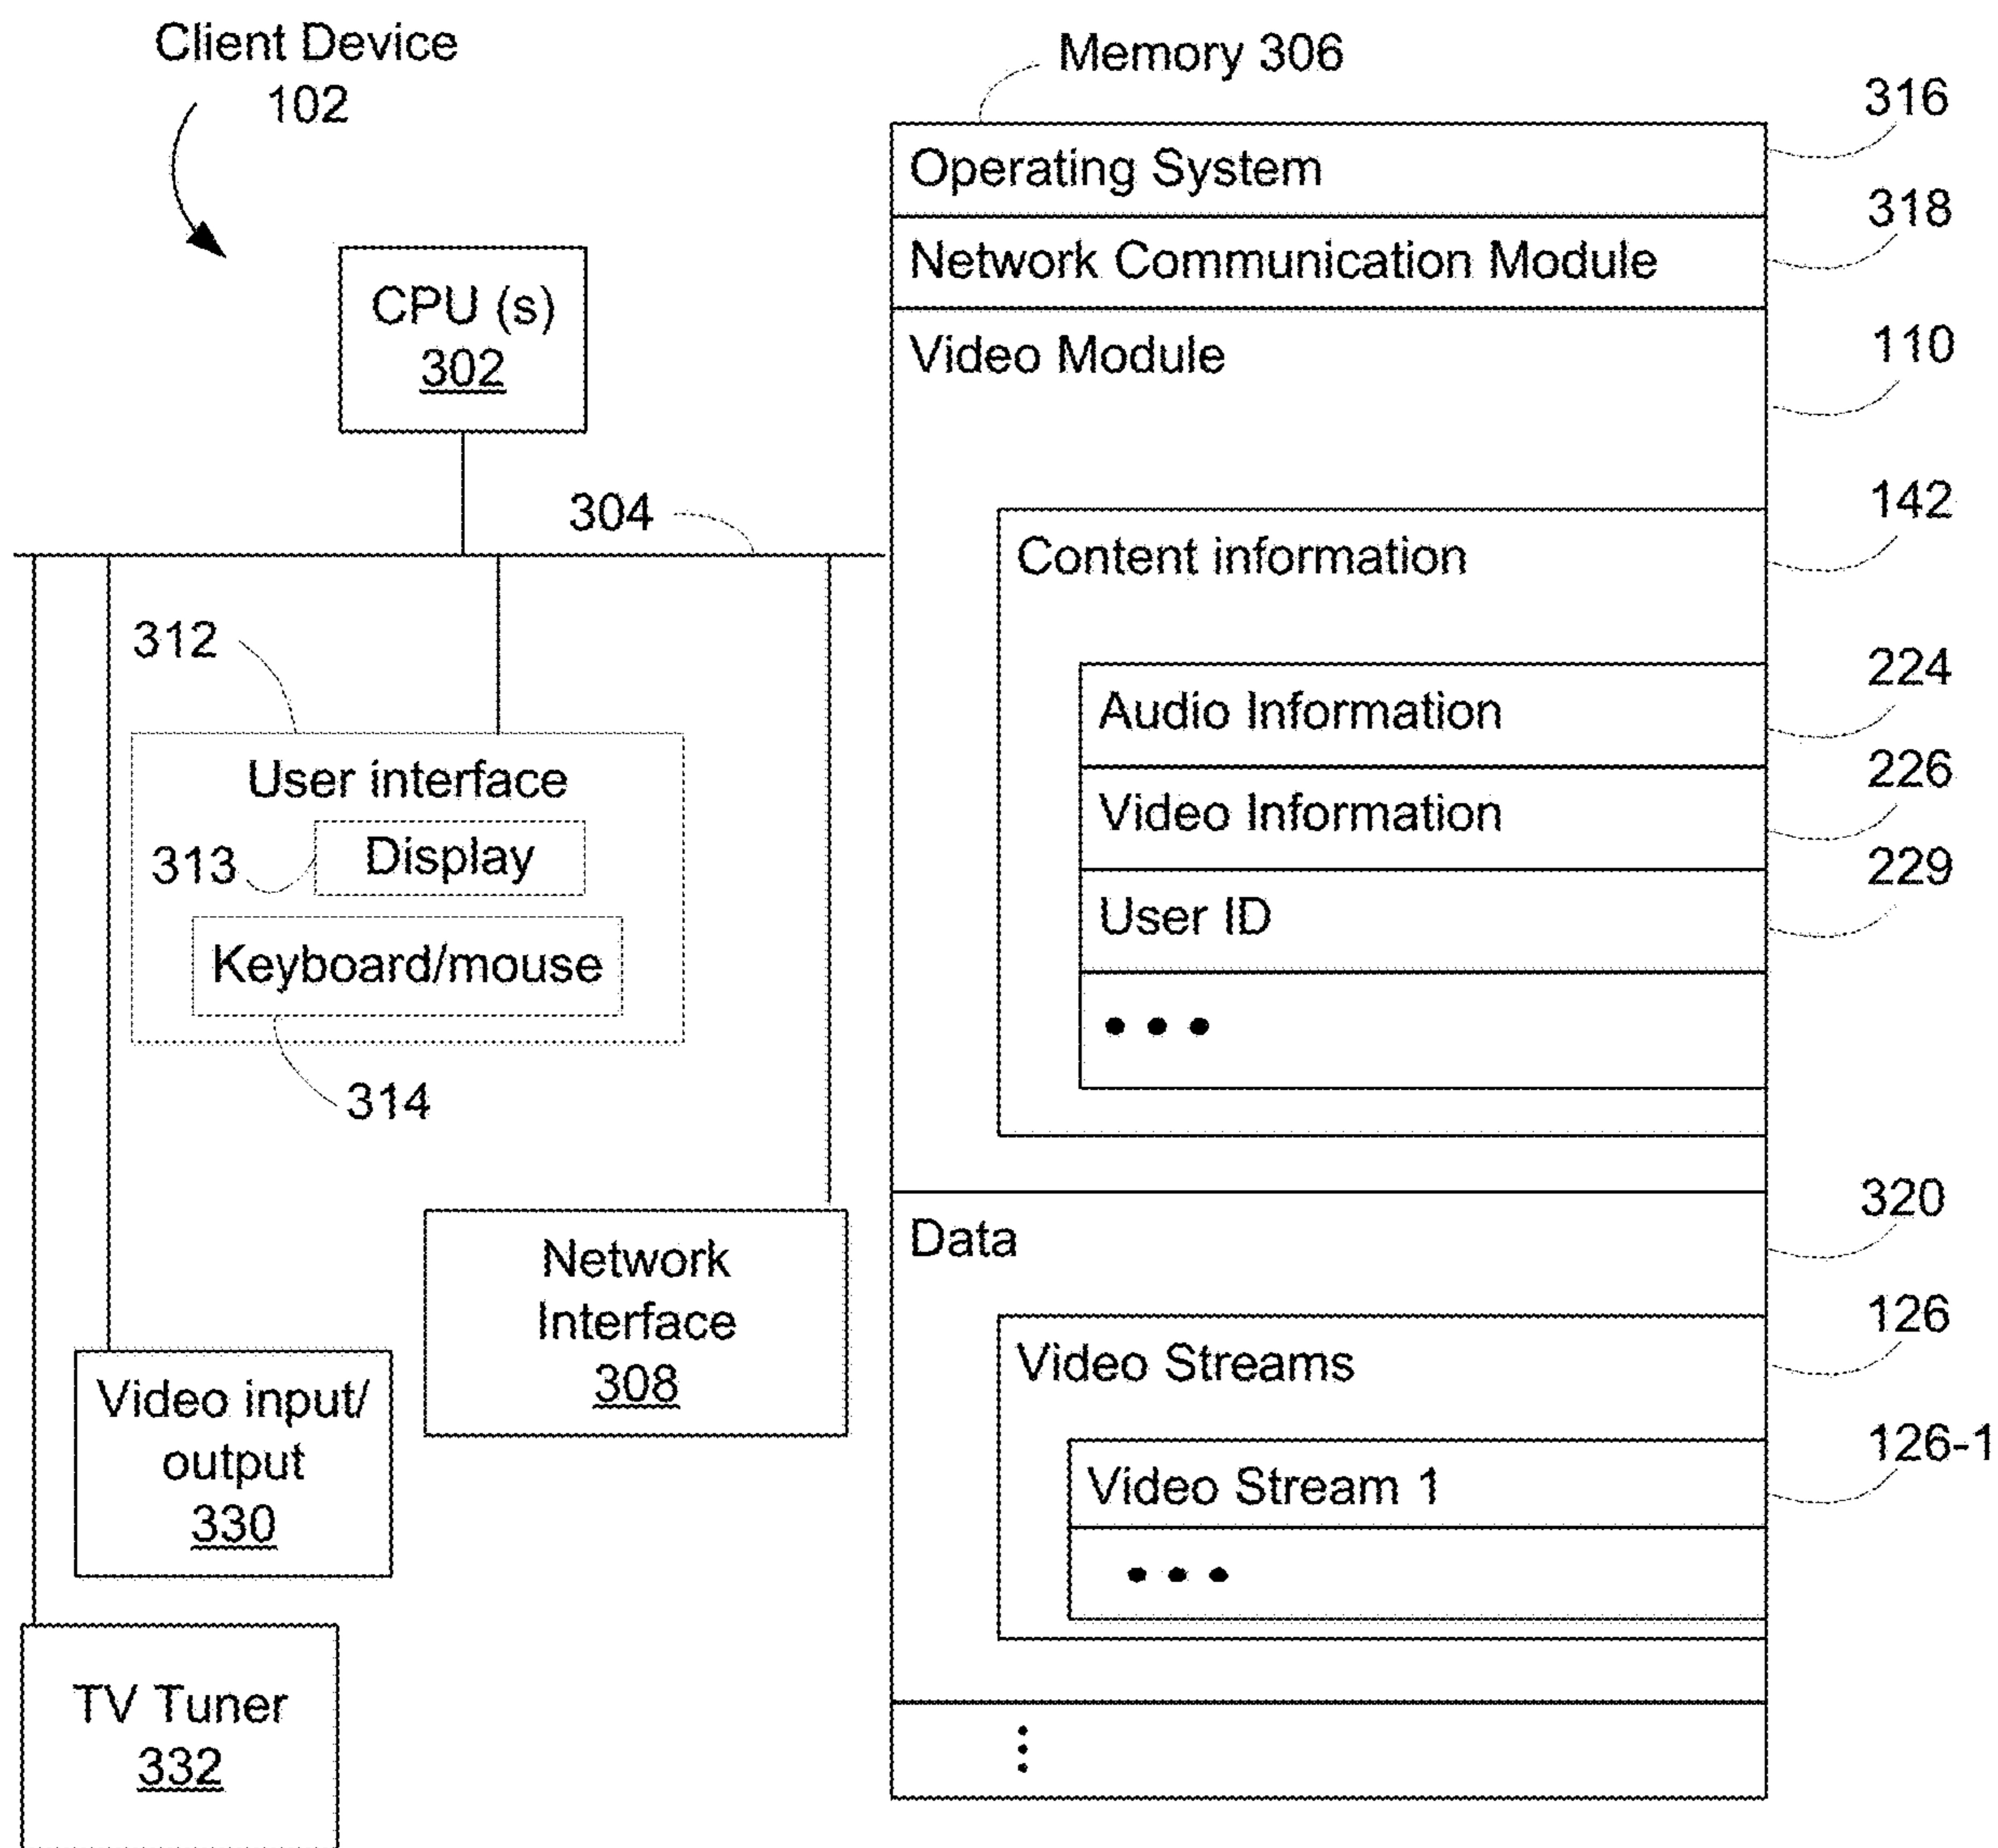 Client Device
102
Memory 306
316
Operating System
318
Network Communication Module
CPU (s)
302
110
Video Module
304
142
Content information
312
224
Audio Information
User interface
226
Video Information
313
Display
229
User ID
Keyboard/mouse
• • •
314
320
Data
Network
Interface
308
126
Video Streams
Video input/
output
330
126-1
Video Stream 1
• • •
TV Tuner
332
⋮